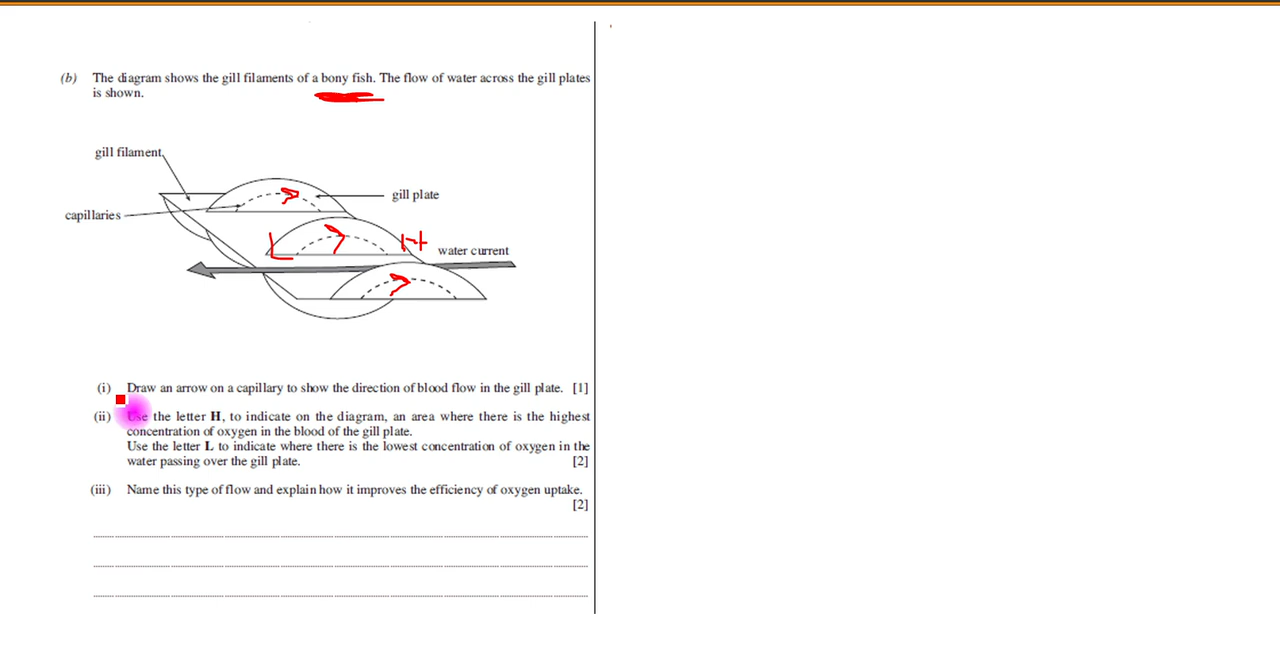 (b) The diagram shows the gill filaments of a bony fish. The flow of water across the gill plates
is shown.
gill filament
gill plate
capillaries
L
H
water current
(i) Draw an arrow on a capillary to show the direction of blood flow in the gill plate. [1]
(ii) Use the letter H, to indicate on the diagram, an area where there is the highest
concentration of oxygen in the blood of the gill plate.
Use the letter L to indicate where there is the lowest concentration of oxygen in the
water passing over the gill plate. [2]
(iii) Name this type of flow and explain how it improves the efficiency of oxygen uptake.
[2]